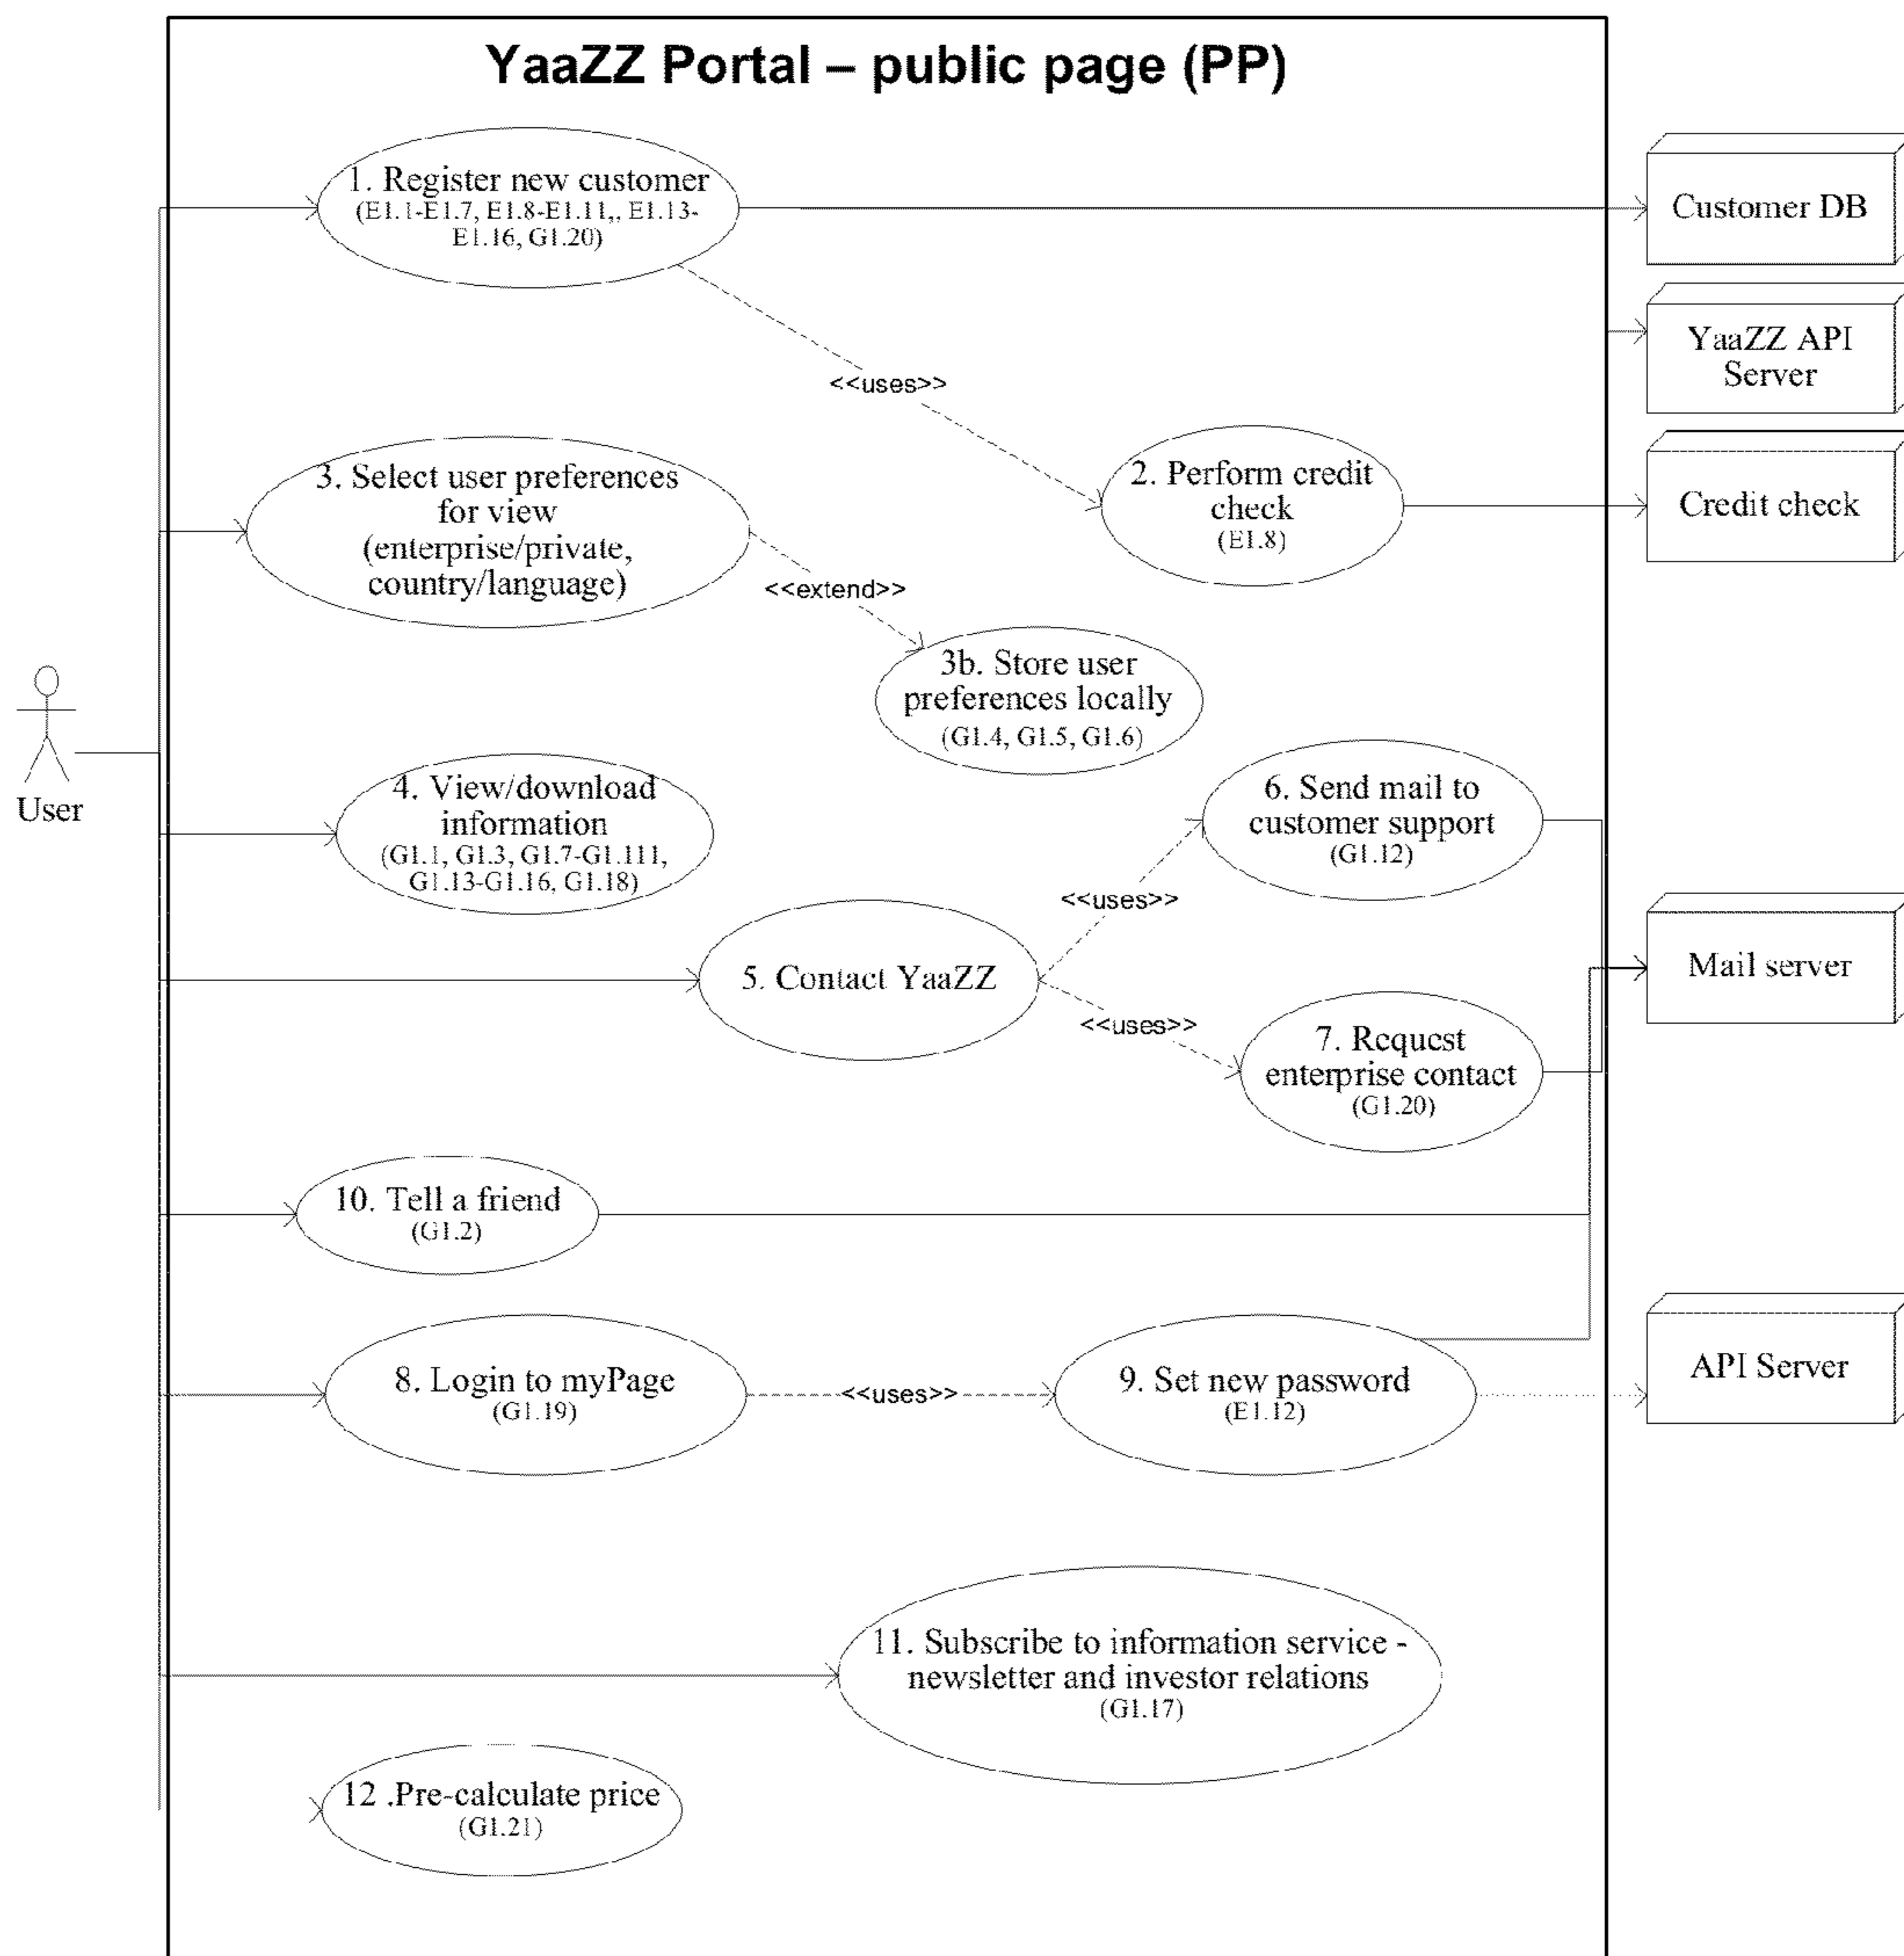 YaaZZ Portal – public page (PP)
1. Register new customer
(E1.1-E1.7, E1.8-E1.11,, E1.13-
E1.16, G1.20)
Customer DB
YaaZZ API
Server
<<uses>>
3. Select user preferences
for view
(enterprise/private,
country/language)
2. Perform credit
check
(E1.8)
Credit check
<<extend>>
3b. Store user
preferences locally
(G1.4, G1.5, G1.6)
User
4. View/download
information
(G1.1, G1.3, G1.7-G1.111,
G1.13-G1.16, G1.18)
6. Send mail to
customer support
(G1.12)
<<uses>>
5. Contact YaaZZ
Mail server
<<uses>>
7. Request
enterprise contact
(G1.20)
10. Tell a friend
(G1.2)
8. Login to myPage
(G1.19)
<<uses>>
9. Set new password
(E1.12)
API Server
11. Subscribe to information service -
newsletter and investor relations
(G1.17)
12 .Pre-calculate price
(G1.21)